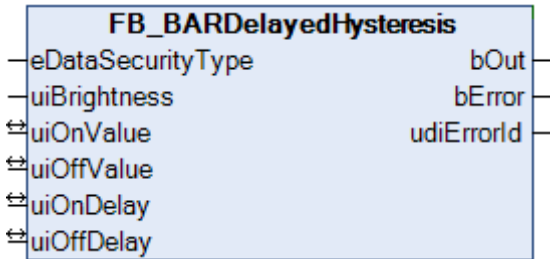 FB_BARDelayedHysteresis
eDataSecurityType bOut
uiBrightness bError
uiOnValue udiErrorId
uiOffValue
uiOnDelay
uiOffDelay